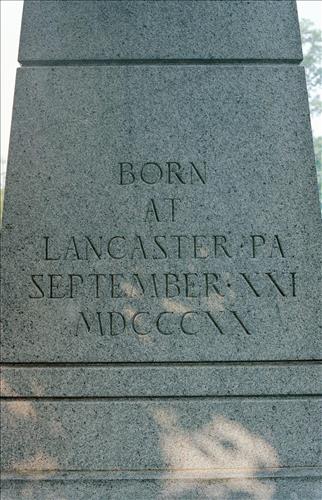 BORN
AT
LANCASTER·PA
SEPTEMBER·XXI
MDCCCXX